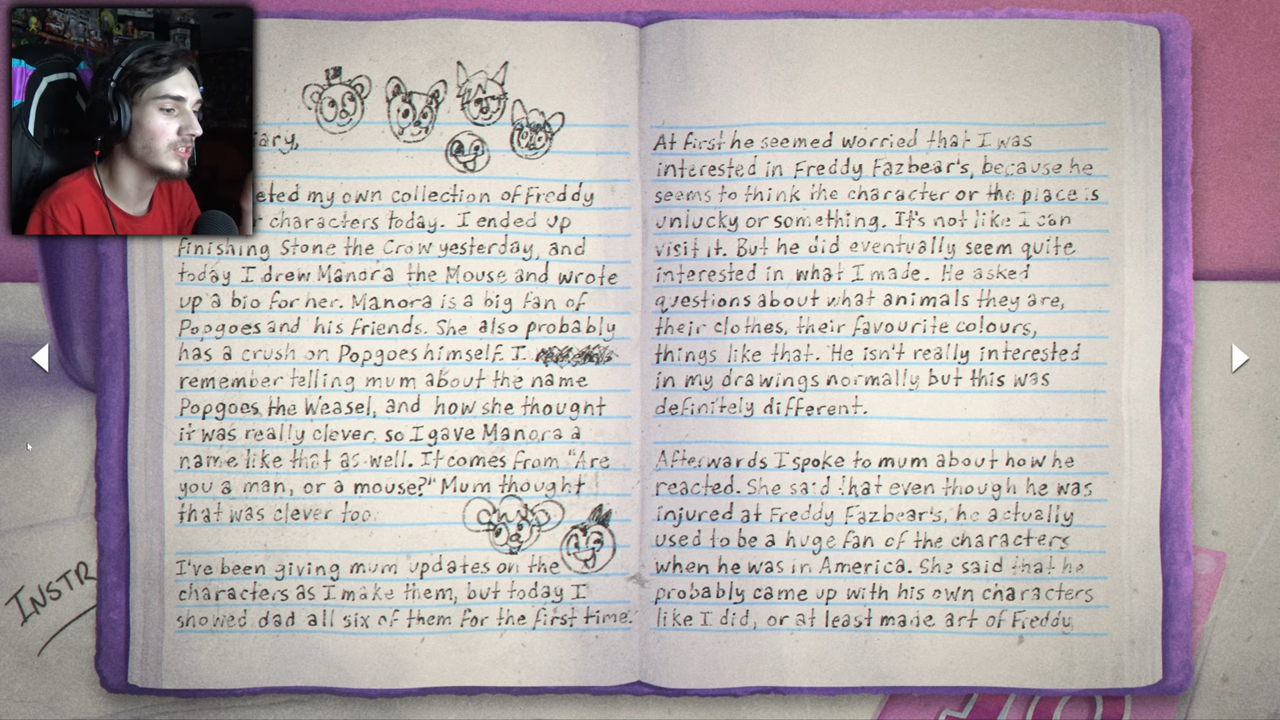 iary,
eted my own collection of Freddy
r characters today. I ended up
finishing Stone the Crow yesterday, and
today I drew Manora the Mouse and wrote
up a bio for her. Manora is a big fan of
Popgoes and his friends. She also probably
has a crush on Popgoes himself. I
remember telling mum about the name
Popgoes the Weasel, and how she thought
it was really clever, so I gave Manora a
name like that as well. It comes from "Are
you a man, or a mouse?" Mum thought
that was clever too.
I've been giving mum updates on the
characters as I make them, but today I
showed dad all six of them for the first time.
At first he seemed worried that I was
interested in Freddy Fazbear's, because he
seems to think the character or the place is
unlucky or something. It's not like I can
visit it. But he did eventually seem quite
interested in what I made. He asked
questions about what animals they are,
their clothes, their favourite colours,
things like that. He isn't really interested
in my drawings normally but this was
definitely different.
Afterwards I spoke to mum about how he
reacted. She said that even though he was
injured at Freddy Fazbear's, he actually
used to be a huge fan of the characters
when he was in America. She said that he
probably came up with his own characters
like I did, or at least made art of Freddy
INSTR